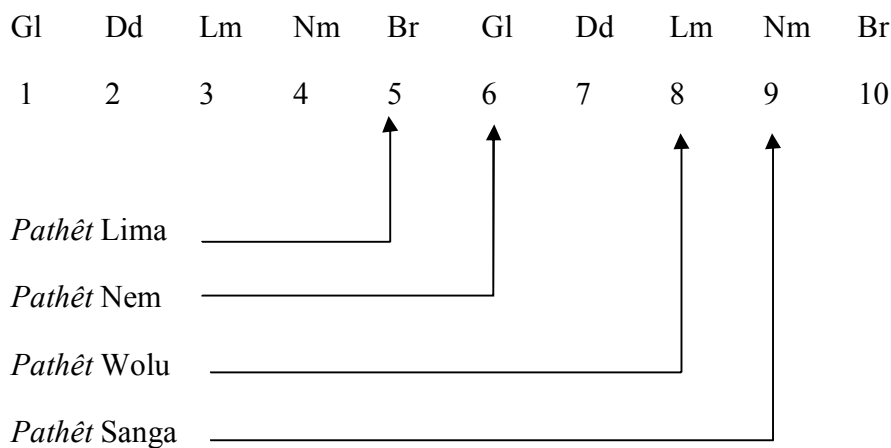 Gl Dd Lm Nm Br Gl Dd Lm Nm Br
1 2 3 4 5 6 7 8 9 10
Pathêt Lima
Pathêt Nem
Pathêt Wolu
Pathêt Sanga